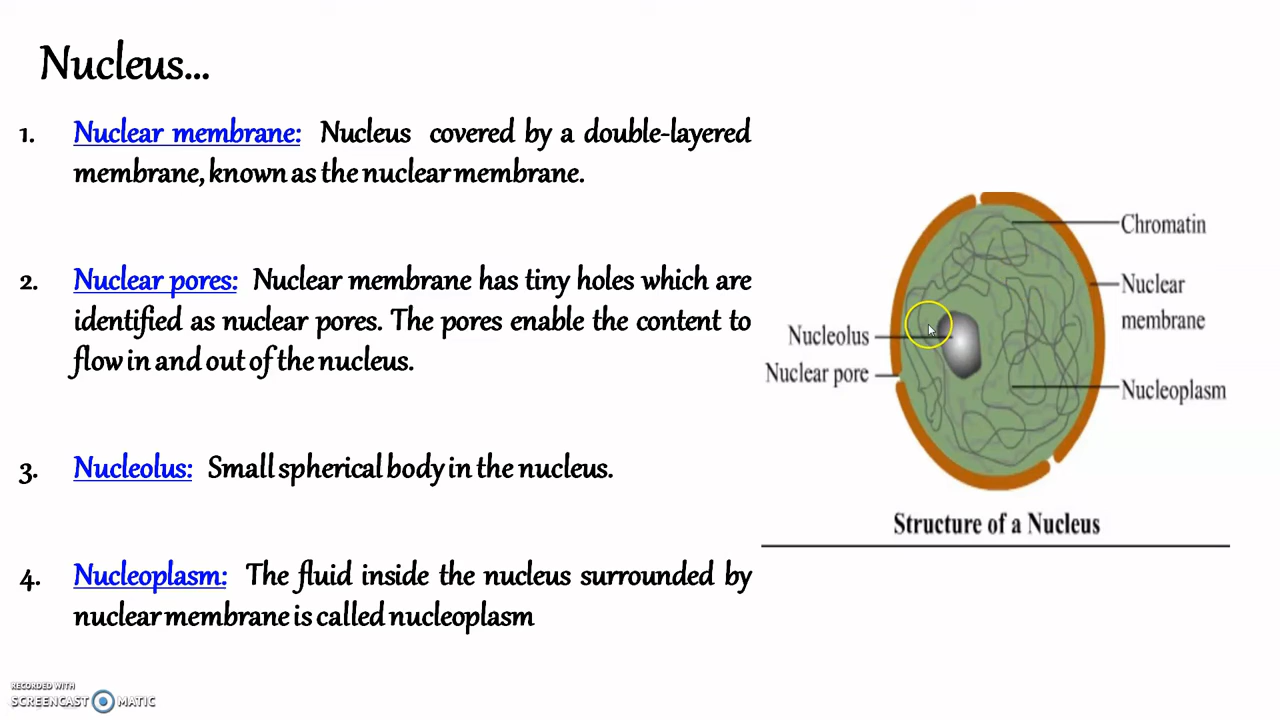 Nucleus...
1. Nuclear membrane: Nucleus covered by a double-layered
membrane, known as the nuclear membrane.
2. Nuclear pores: Nuclear membrane has tiny holes which are
identified as nuclear pores. The pores enable the content to
flow in and out of the nucleus.
3. Nucleolus: Small spherical body in the nucleus.
4. Nucleoplasm: The fluid inside the nucleus surrounded by
nuclear membrane is called nucleoplasm
Chromatin
Nuclear
membrane
Nucleolus
Nuclear pore
Nucleoplasm
Structure of a Nucleus
RECORDED WITH
SCREENCAST MATIC